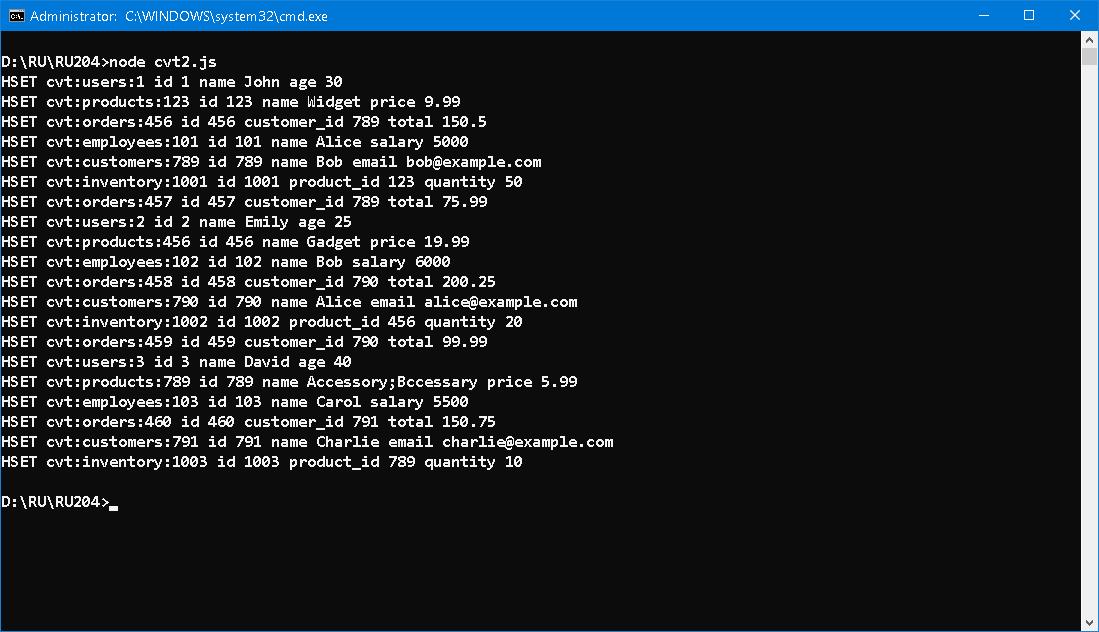 Administrator: C:\WINDOWS\system32\cmd.exe
D:\RU\RU204>node cvt2.js
HSET cvt:users:1 id 1 name John age 30
HSET cvt:products:123 id 123 name Widget price 9.99
HSET cvt:orders:456 id 456 customer_id 789 total 150.5
HSET cvt:employees:101 id 101 name Alice salary 5000
HSET cvt:customers:789 id 789 name Bob email bob@example.com
HSET cvt:inventory:1001 id 1001 product_id 123 quantity 50
HSET cvt:orders:457 id 457 customer_id 789 total 75.99
HSET cvt:users:2 id 2 name Emily age 25
HSET cvt:products:456 id 456 name Gadget price 19.99
HSET cvt:employees:102 id 102 name Bob salary 6000
HSET cvt:orders:458 id 458 customer_id 790 total 200.25
HSET cvt:customers:790 id 790 name Alice email alice@example.com
HSET cvt:inventory:1002 id 1002 product_id 456 quantity 20
HSET cvt:orders:459 id 459 customer_id 790 total 99.99
HSET cvt:users:3 id 3 name David age 40
HSET cvt:products:789 id 789 name Accessory;Bccessary price 5.99
HSET cvt:employees:103 id 103 name Carol salary 5500
HSET cvt:orders:460 id 460 customer_id 791 total 150.75
HSET cvt:customers:791 id 791 name Charlie email charlie@example.com
HSET cvt:inventory:1003 id 1003 product_id 789 quantity 10
D:\RU\RU204>